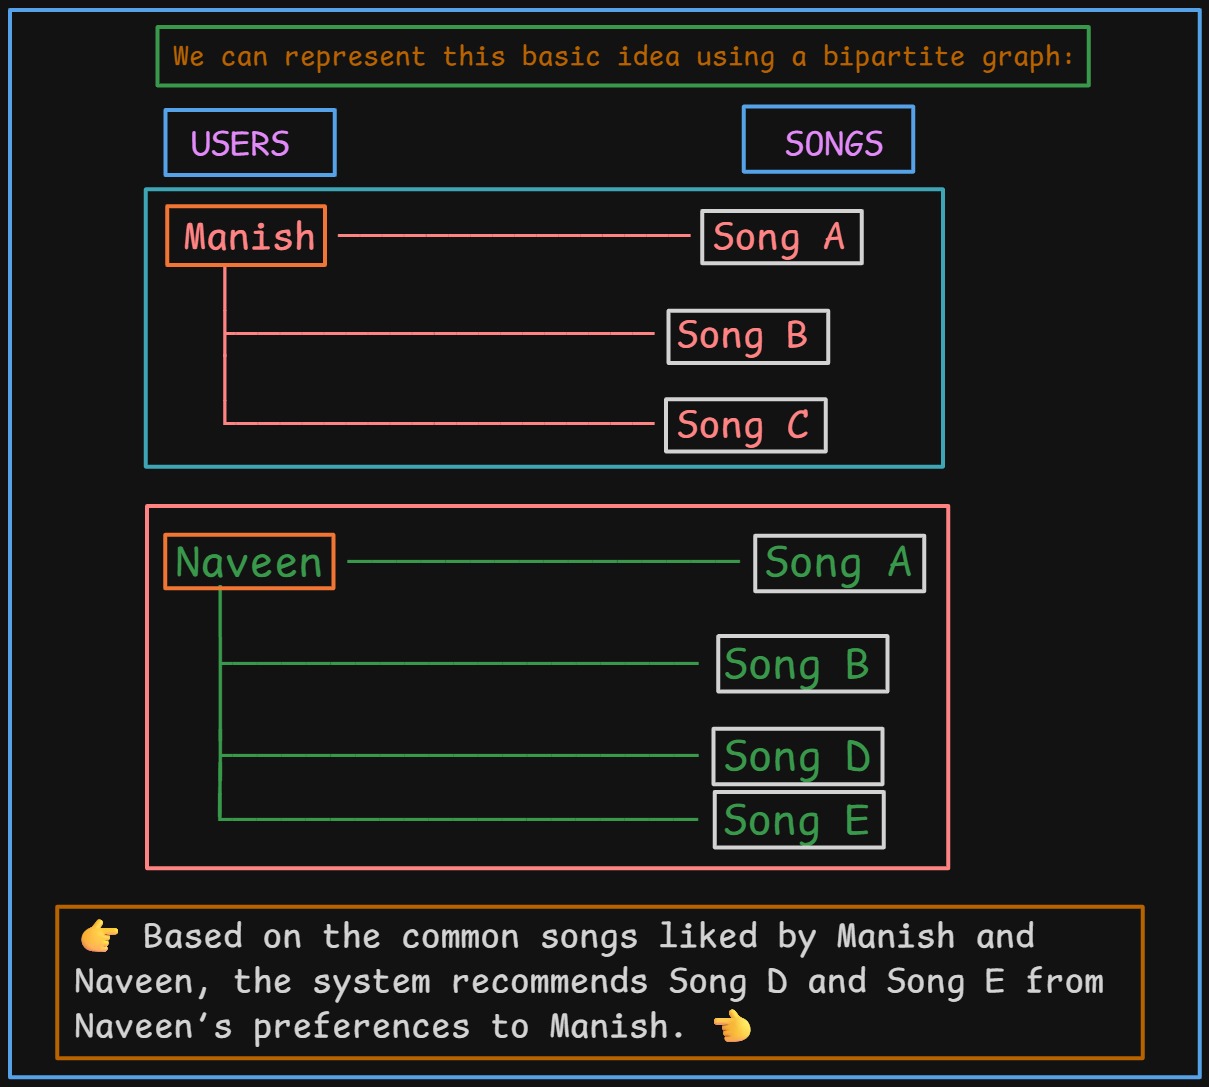 We can represent this basic idea using a bipartite graph:
USERS
SONGS
Manish
Song A
Song B
Song C
Naveen
Song A
Song B
Song D
Song E
👉 Based on the common songs liked by Manish and
Naveen, the system recommends Song D and Song E from
Naveen’s preferences to Manish. 👈